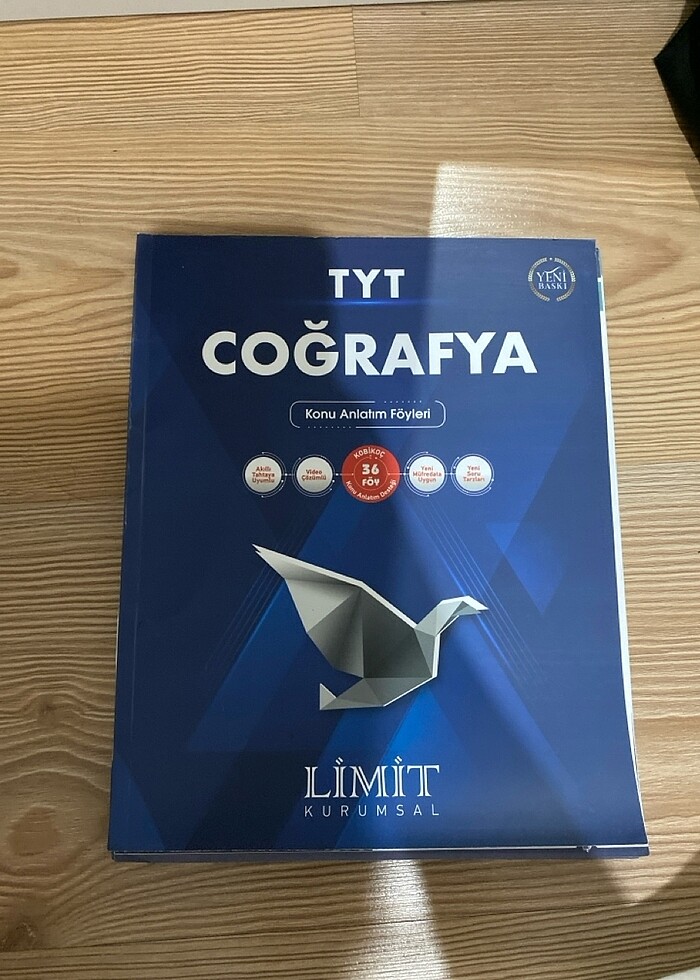 TYT
YENİ
BASKI
COĞRAFYA
Konu Anlatım Föyleri
Akıllı
Tahtaya
Uyumlu
Video
Çözümlü
KOBİKOÇ
36
FÖY
Konu Anlatım Desteği
Yeni
Müfredata
Uygun
Yeni
Soru
Tarzları
LİMİT
KURUMSAL